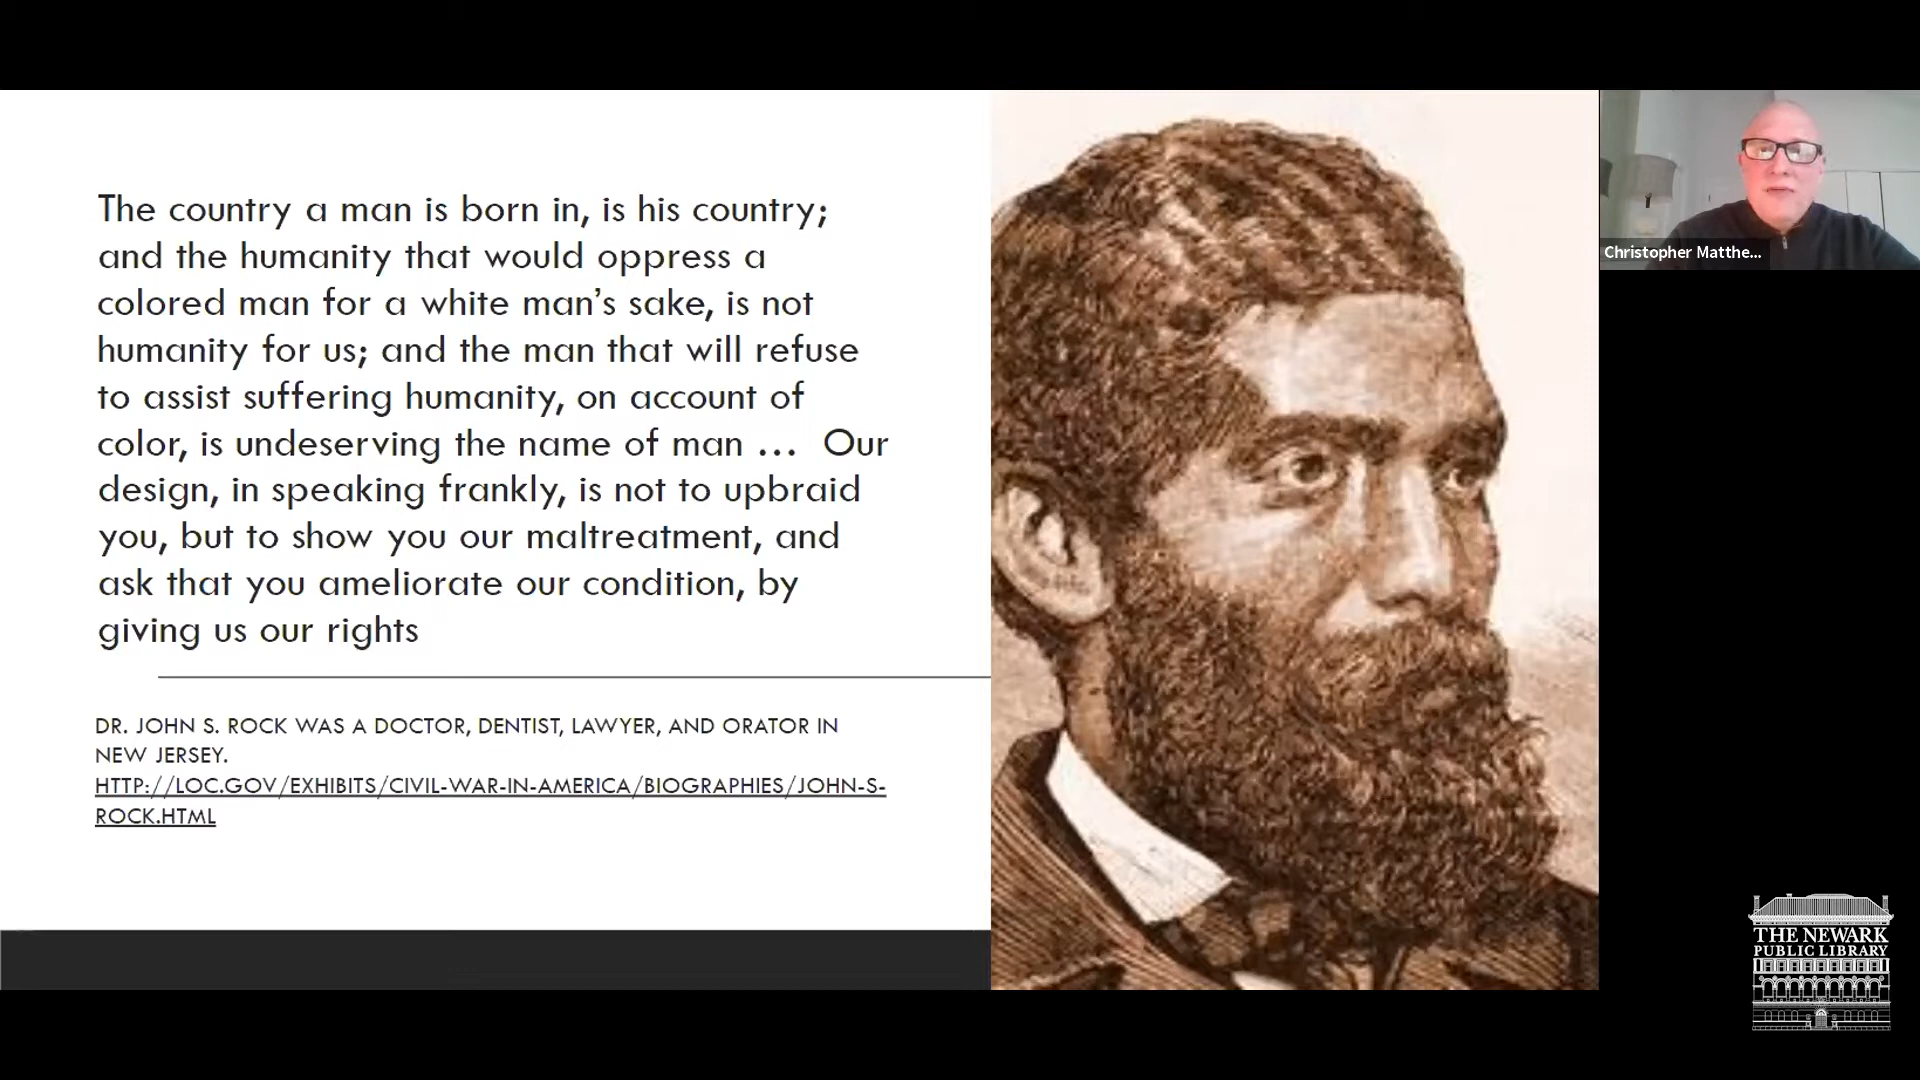 The country a man is born in, is his country;
and the humanity that would oppress a
colored man for a white man’s sake, is not
humanity for us; and the man that will refuse
to assist suffering humanity, on account of
color, is undeserving the name of man … Our
design, in speaking frankly, is not to upbraid
you, but to show you our maltreatment, and
ask that you ameliorate our condition, by
giving us our rights
DR. JOHN S. ROCK WAS A DOCTOR, DENTIST, LAWYER, AND ORATOR IN
NEW JERSEY.
HTTP://LOC.GOV/EXHIBITS/CIVIL-WAR-IN-AMERICA/BIOGRAPHIES/JOHN-S-
ROCK.HTML
Christopher Matthe...
THE NEWARK
PUBLIC LIBRARY